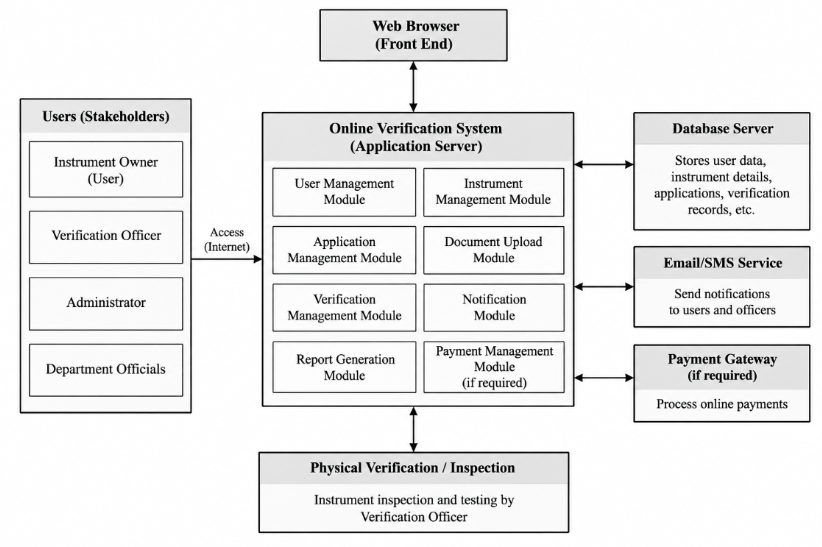 Web Browser
(Front End)
Users (Stakeholders)
Instrument Owner
(User)
Verification Officer
Administrator
Department Officials
Access
(Internet)
Online Verification System
(Application Server)
User Management
Module
Instrument
Management Module
Application
Management Module
Document Upload
Module
Verification
Management Module
Notification
Module
Report Generation
Module
Payment Management
Module
(if required)
Database Server
Stores user data,
instrument details,
applications, verification
records, etc.
Email/SMS Service
Send notifications
to users and officers
Payment Gateway
(if required)
Process online payments
Physical Verification / Inspection
Instrument inspection and testing by
Verification Officer